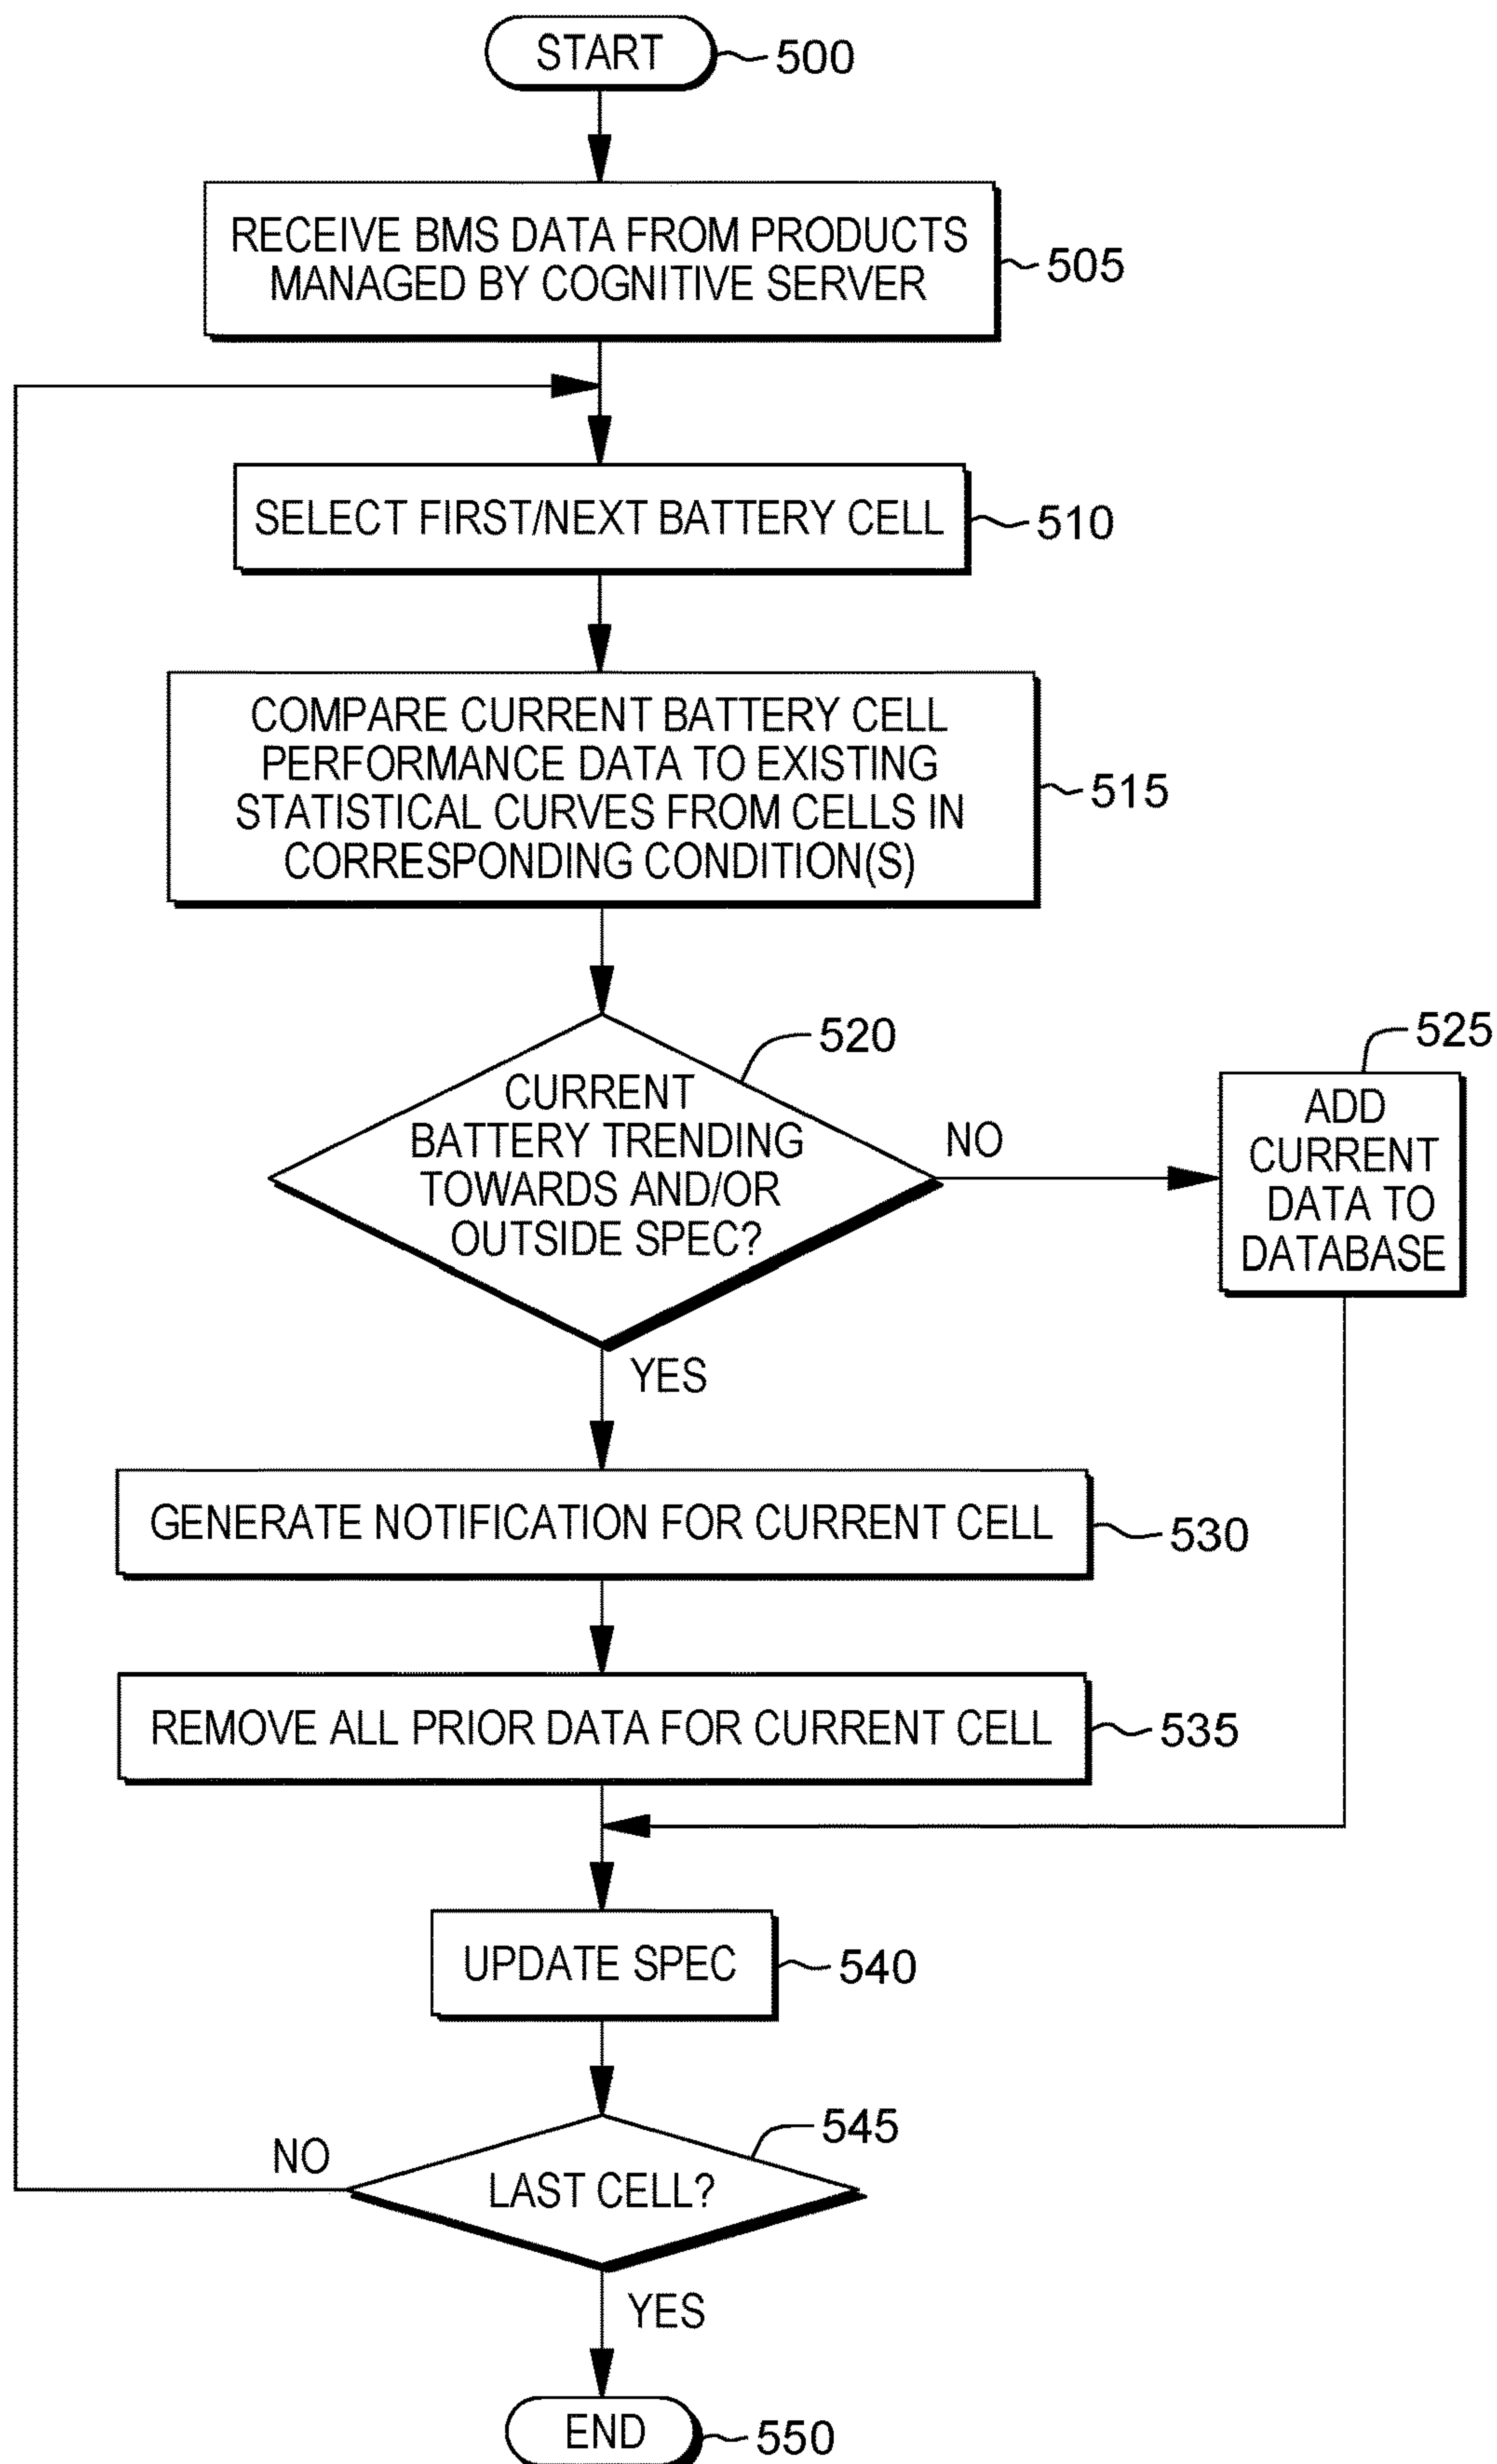 START
500
RECEIVE BMS DATA FROM PRODUCTS
MANAGED BY COGNITIVE SERVER
505
SELECT FIRST/NEXT BATTERY CELL
510
COMPARE CURRENT BATTERY CELL
PERFORMANCE DATA TO EXISTING
STATISTICAL CURVES FROM CELLS IN
CORRESPONDING CONDITION(S)
515
520
CURRENT
BATTERY TRENDING
TOWARDS AND/OR
OUTSIDE SPEC?
NO
525
ADD
CURRENT
DATA TO
DATABASE
YES
GENERATE NOTIFICATION FOR CURRENT CELL
530
REMOVE ALL PRIOR DATA FOR CURRENT CELL
535
UPDATE SPEC
540
545
NO
LAST CELL?
YES
END
550